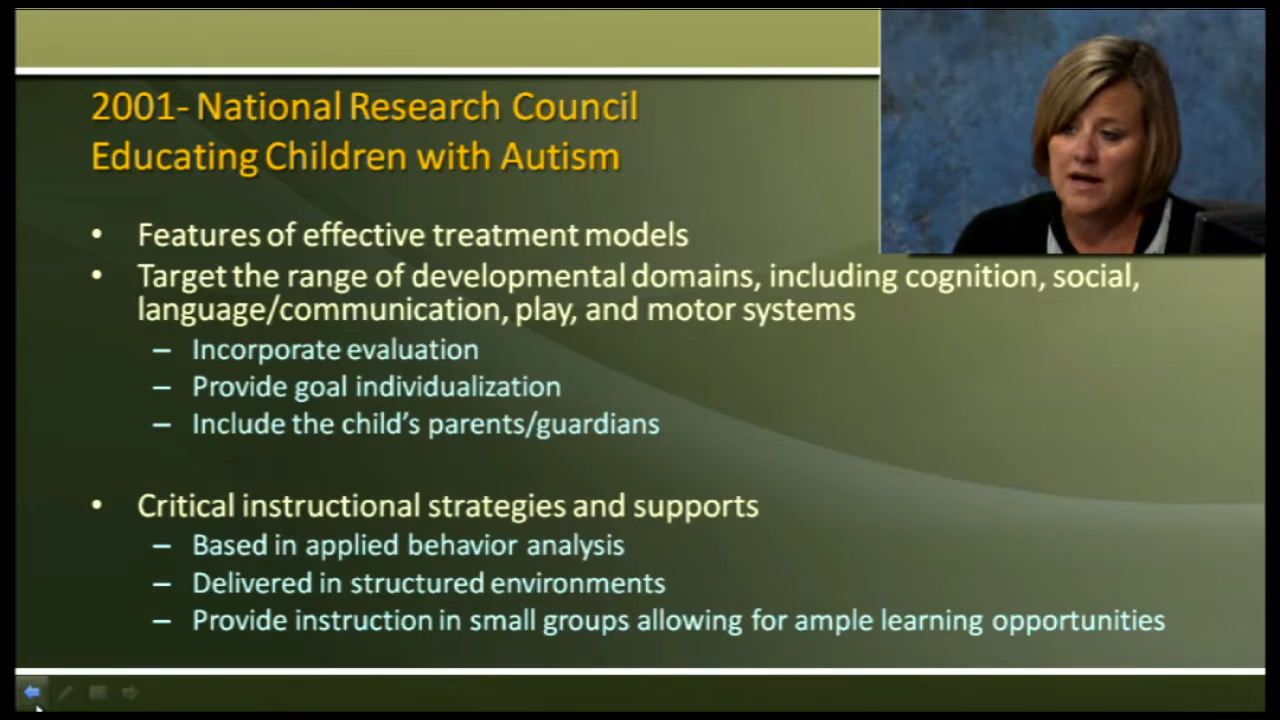 2001- National Research Council
Educating Children with Autism
• Features of effective treatment models
• Target the range of developmental domains, including cognition, social,
language/communication, play, and motor systems
– Incorporate evaluation
– Provide goal individualization
– Include the child's parents/guardians
• Critical instructional strategies and supports
– Based in applied behavior analysis
– Delivered in structured environments
– Provide instruction in small groups allowing for ample learning opportunities